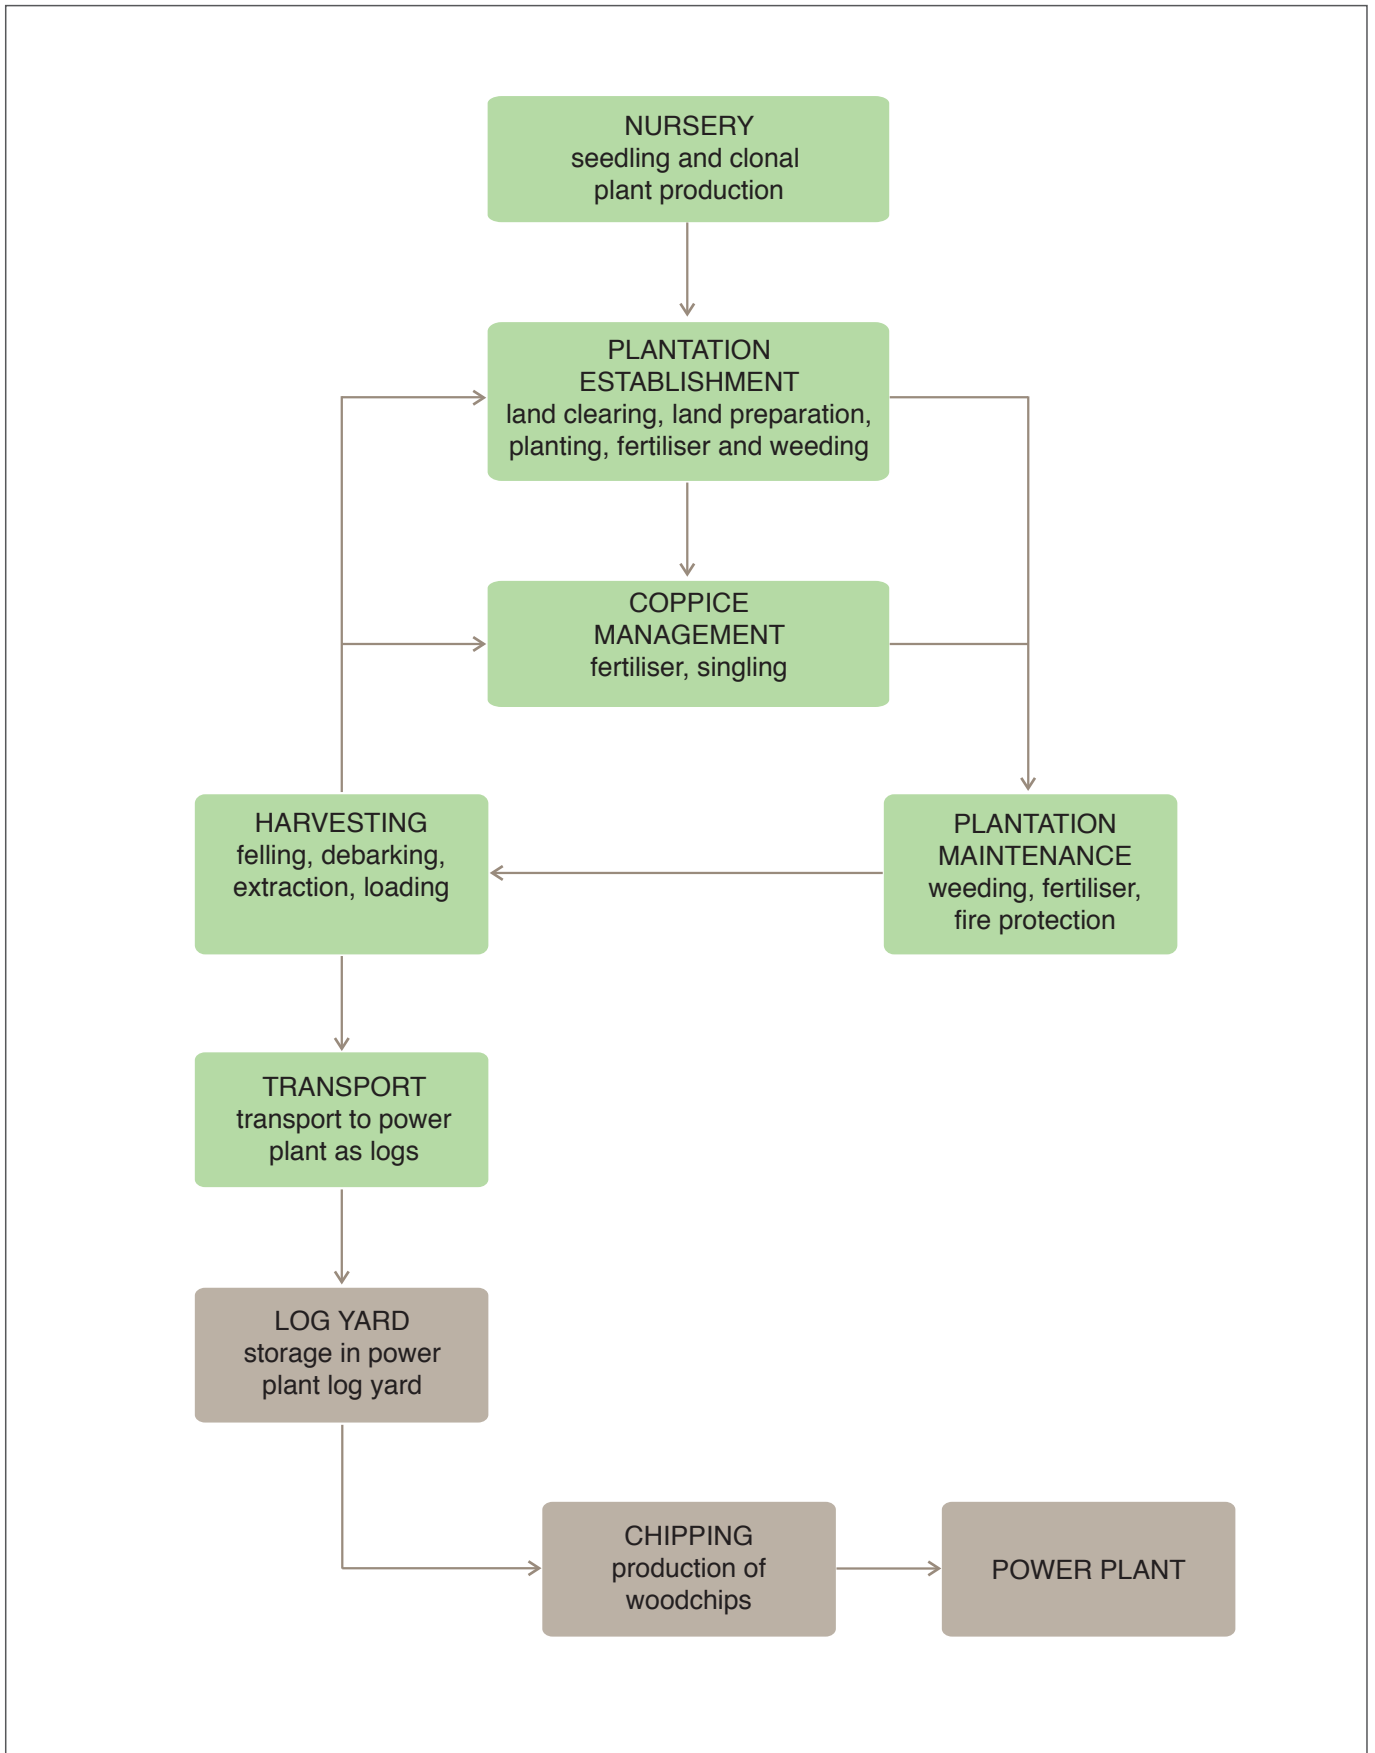 NURSERY
seedling and clonal
plant production
PLANTATION
ESTABLISHMENT
land clearing, land preparation,
planting, fertiliser and weeding
COPPICE
MANAGEMENT
fertiliser, singling
HARVESTING
felling, debarking,
extraction, loading
PLANTATION
MAINTENANCE
weeding, fertiliser,
fire protection
TRANSPORT
transport to power
plant as logs
LOG YARD
storage in power
plant log yard
CHIPPING
production of
woodchips
POWER PLANT